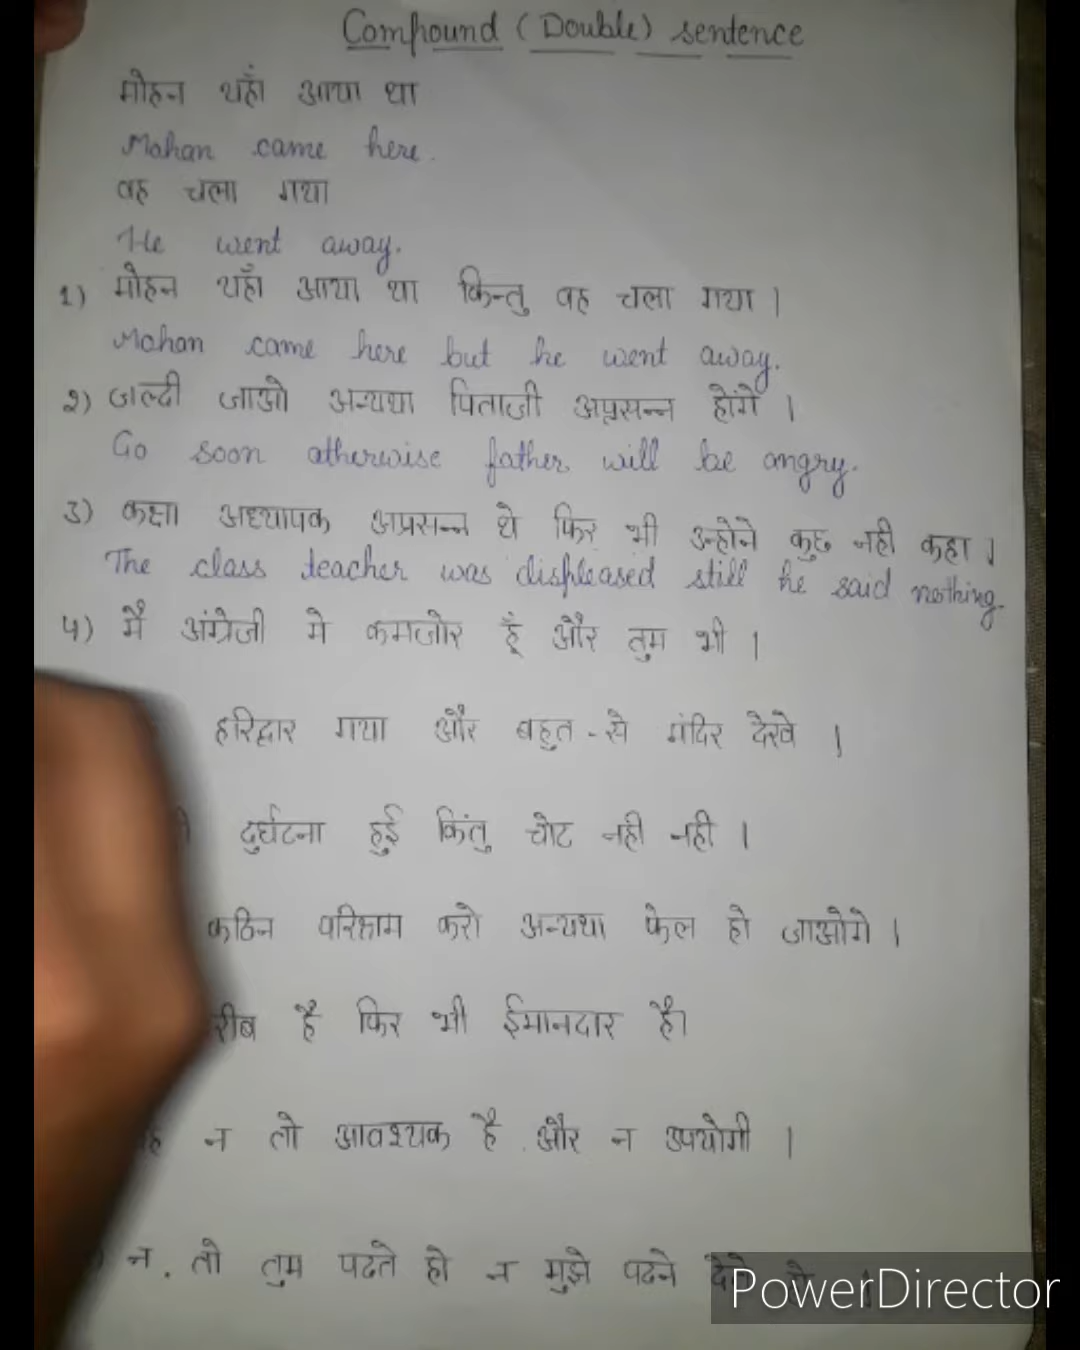 Compound (Double) sentence
मोहन यहाँ आया था
Mohan came here.
वह चला गया
He went away.
1) मोहन यहाँ आया था किन्तु वह चला गया ।
Mohan came here but he went away.
२) जल्दी जाओ अन्यथा पिताजी अप्रसन्न होंगे ।
Go soon otherwise father will be angry.
3) कक्षा अध्यापक अप्रसन्न थे फिर भी उन्होने कुछ नही कहा ।
The class teacher was displeased still he said nothing.
4) मैं अंग्रेजी मे कमजोर हूँ और तुम भी ।
हरिद्वार गया और बहुत-से मंदिर देखे ।
दुर्घटना हुई किंतु चोट नही नही ।
कठिन परिश्रम करो अन्यथा फेल हो जाओगे ।
है फिर भी ईमानदार है।
न तो आवश्यक है और न उपयोगी ।
न तो तुम पढते हो न मुझे पढने
PowerDirector